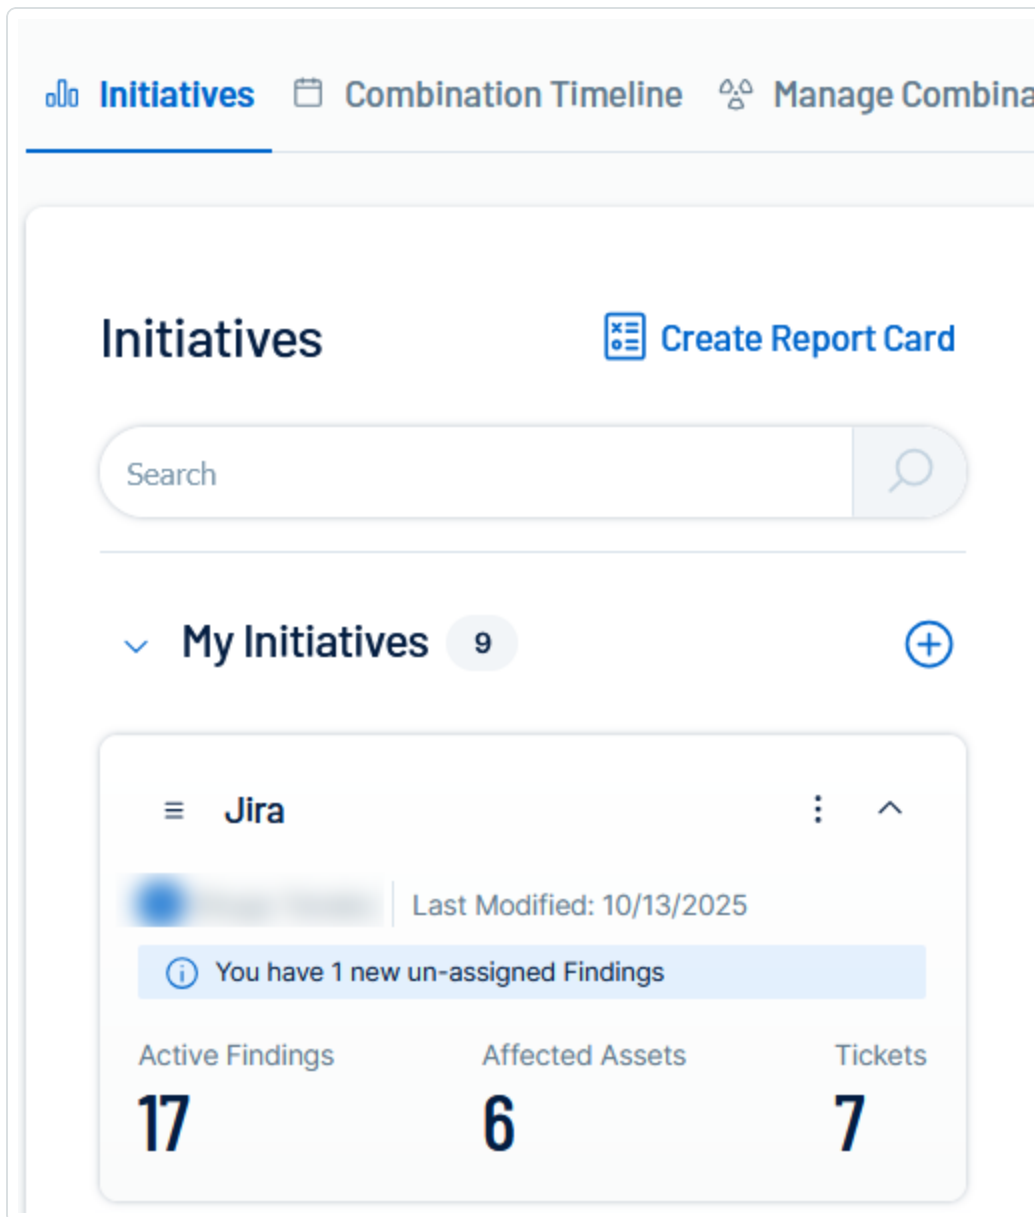 Initiatives Combination Timeline Manage Combina
Initiatives Create Report Card
Search
My Initiatives 9
Jira
Last Modified: 10/13/2025
You have 1 new un-assigned Findings
Active Findings Affected Assets Tickets
17 6 7